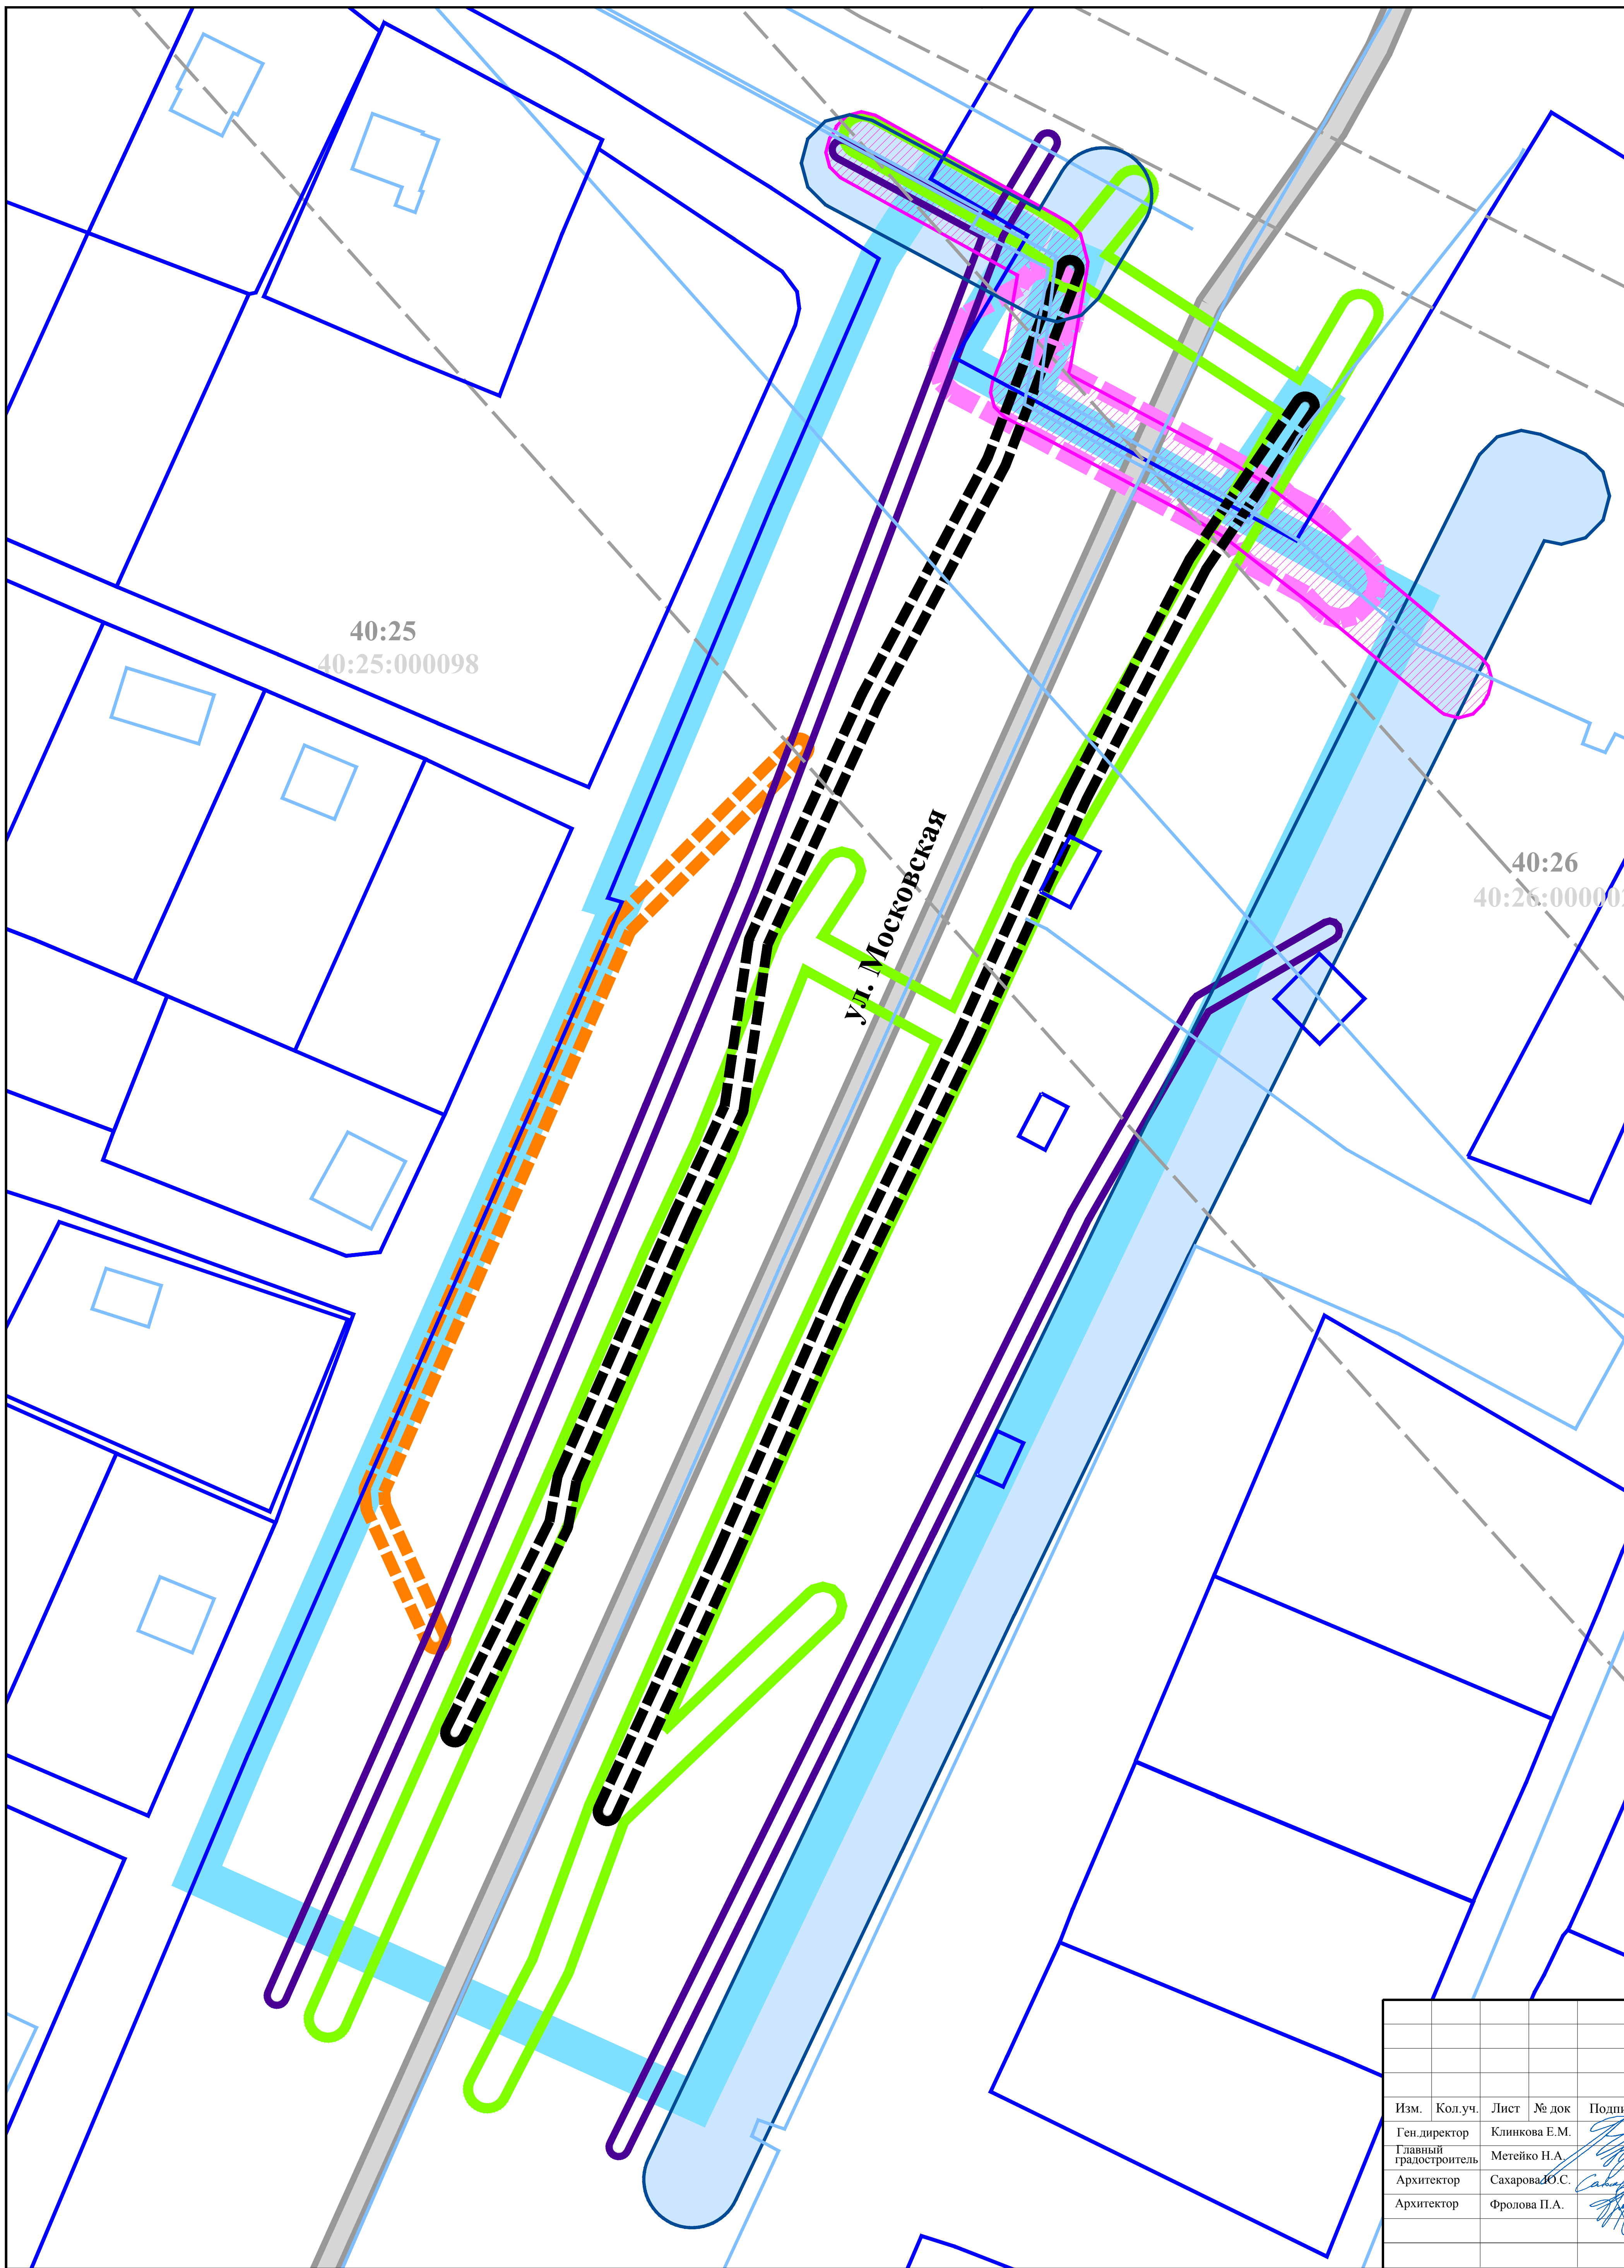 40:25
40:25:000098
ул. Московская
40:26
Изм. Кол.уч. Лист № док
Ген.директор Клинкова Е.М.
Главный градостроитель Метейко Н.А.
Архитектор Сахарова Ю.С.
Архитектор Фролова П.А.